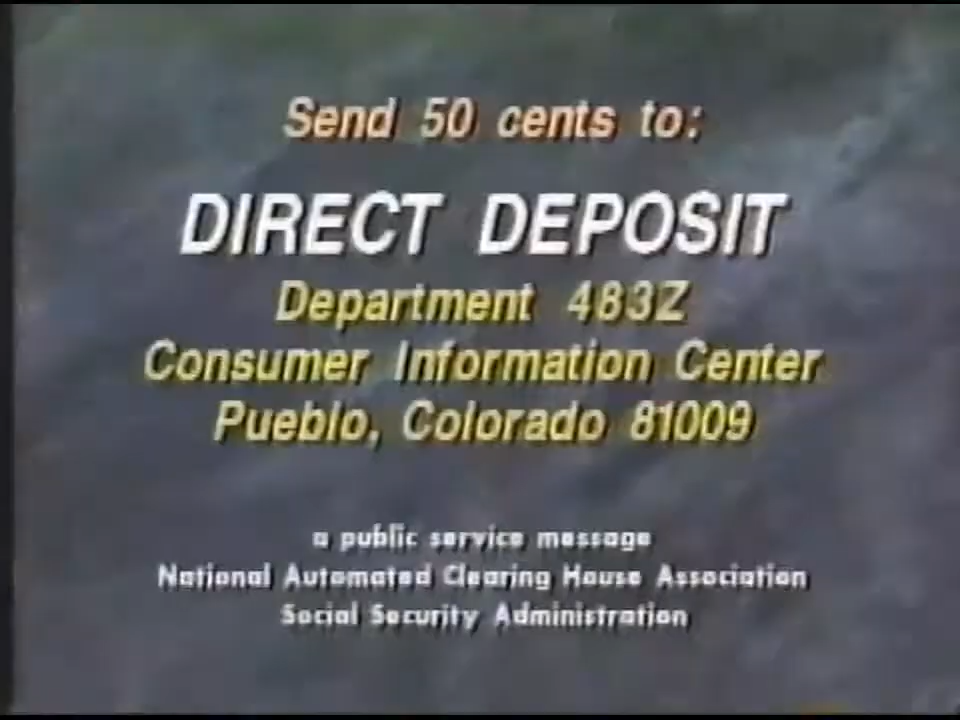 Send 50 cents to:
DIRECT DEPOSIT
Department 483Z
Consumer Information Center
Pueblo, Colorado 81009
a public service message
National Automated Clearing House Association
Social Security Administration